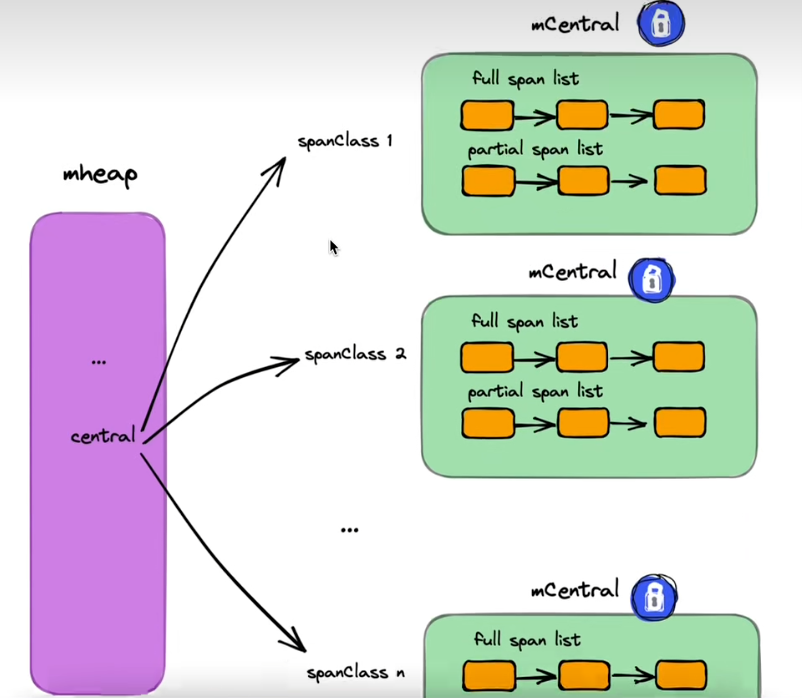 mCentral
full span list
spanClass 1
partial span list
mheap
mCentral
full span list
spanClass 2
...
partial span list
central
...
mCentral
full span list
spanClass n